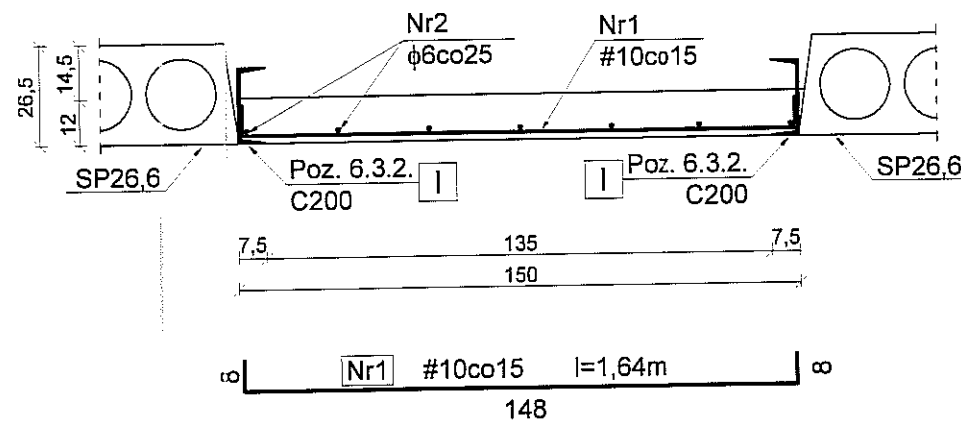 Nr2
ϕ6co25
Nr1
#10co15
26,5
14,5
12
SP26,6
Poz. 6.3.2.
C200
I
I
Poz. 6.3.2.
C200
SP26,6
7,5
135
7,5
150
8
Nr1
#10co15
l=1,64m
8
148